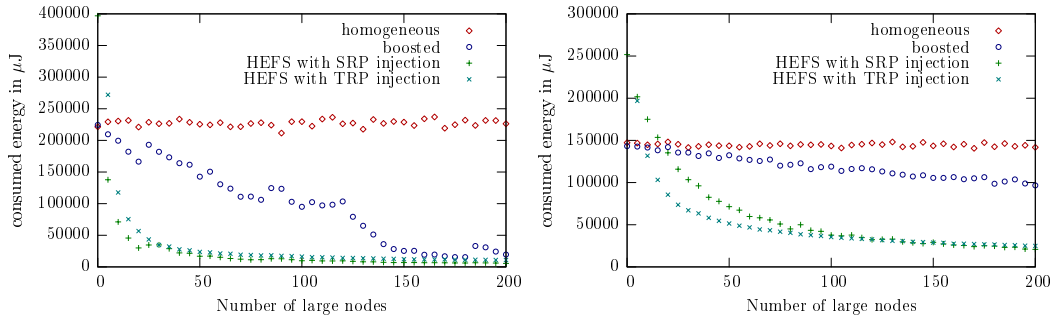 400000
350000
300000
250000
200000
150000
100000
50000
0
consumed energy in μJ
homogeneous
boosted
HEFS with SRP injection
HEFS with TRP injection
0
50
100
150
200
Number of large nodes
300000
250000
200000
150000
100000
50000
0
consumed energy in μJ
homogeneous
boosted
HEFS with SRP injection
HEFS with TRP injection
0
50
100
150
200
Number of large nodes